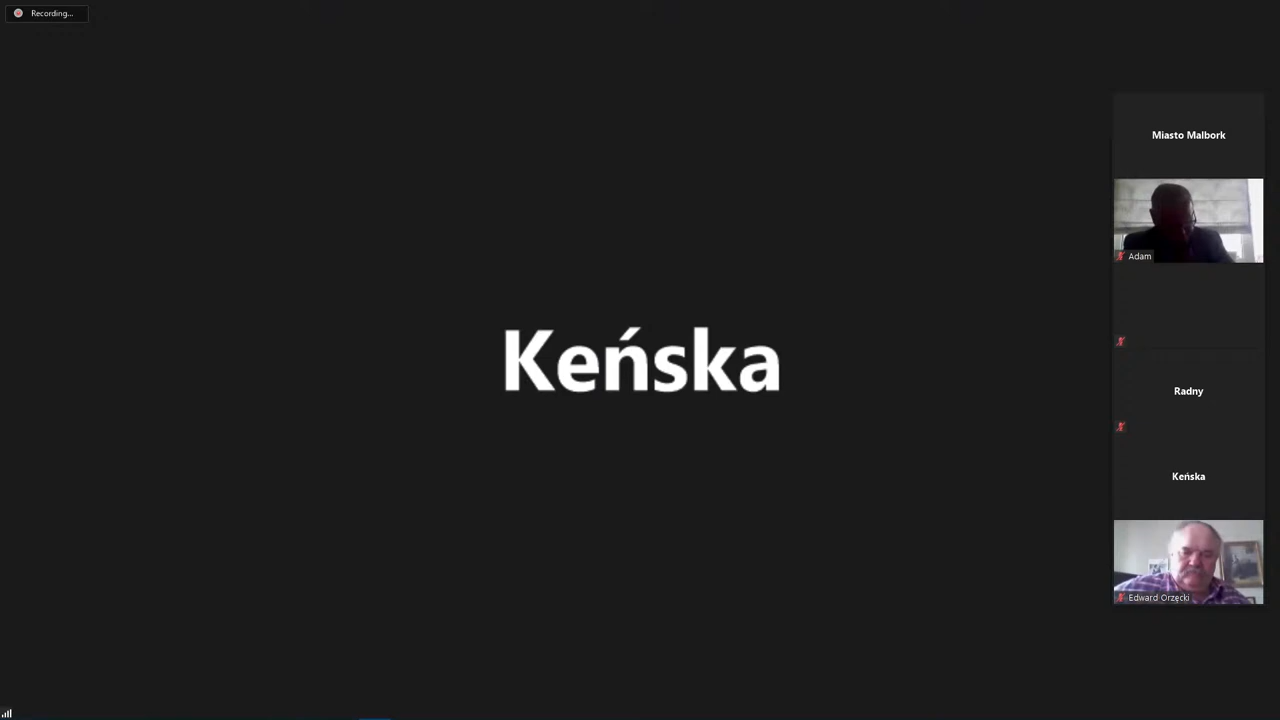 Recording...
Keńska
Miasto Malbork
Adam
Radny
Keńska
Edward Orzęcki